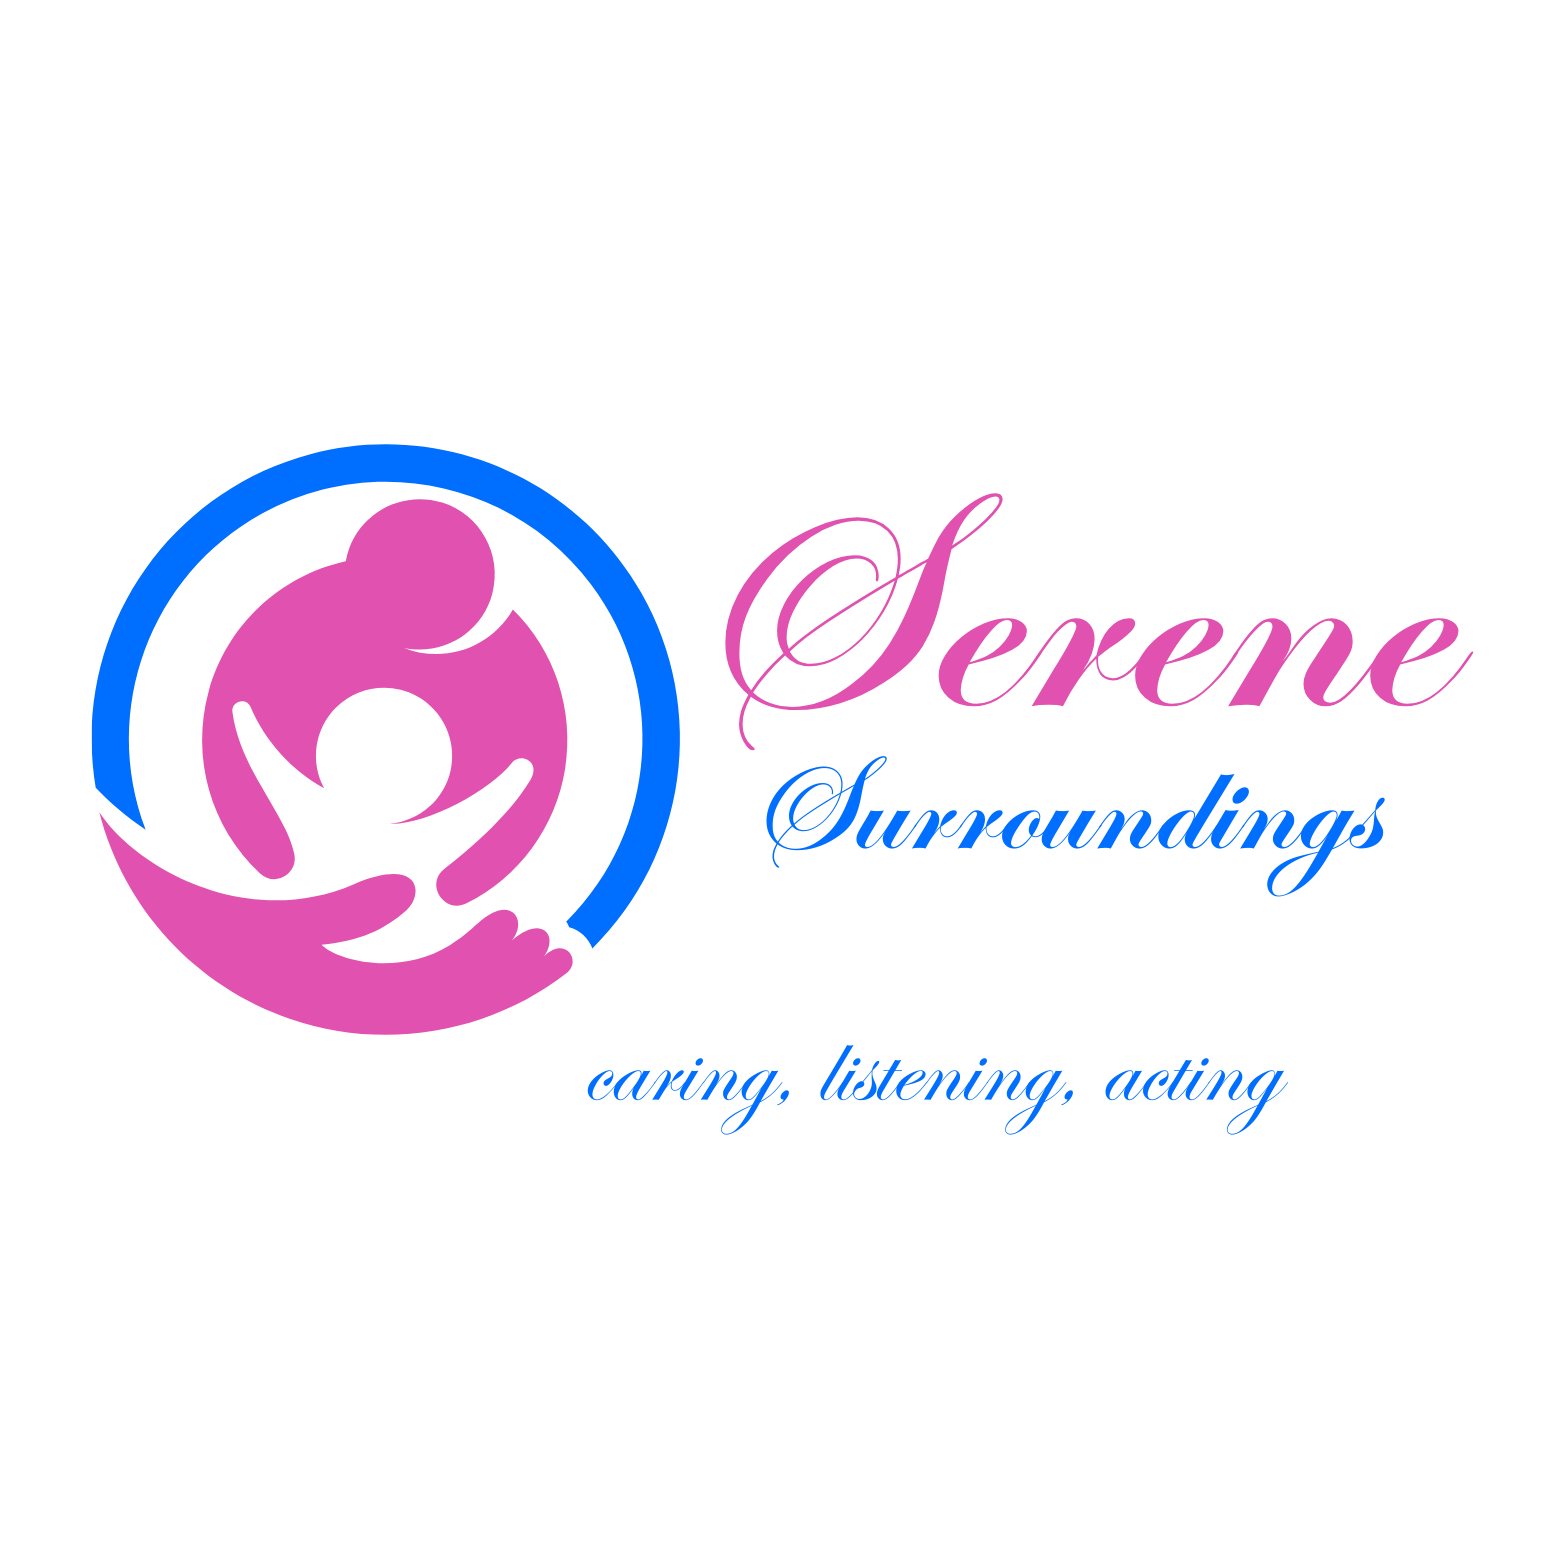 Serene
Surroundings
caring, listening, acting